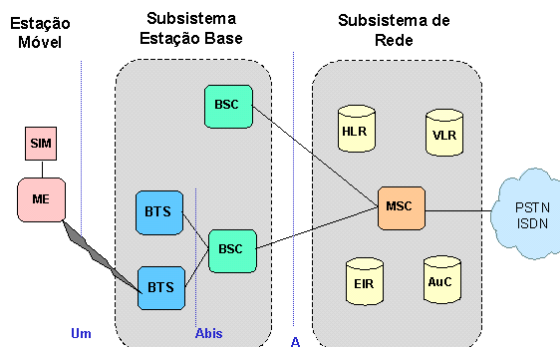 Estação
Móvel
Subsistema
Estação Base
Subsistema de
Rede
BSC
HLR
VLR
SIM
ME
BTS
MSC
PSTN
ISDN
BSC
BTS
EIR
AuC
Um
Abis
A